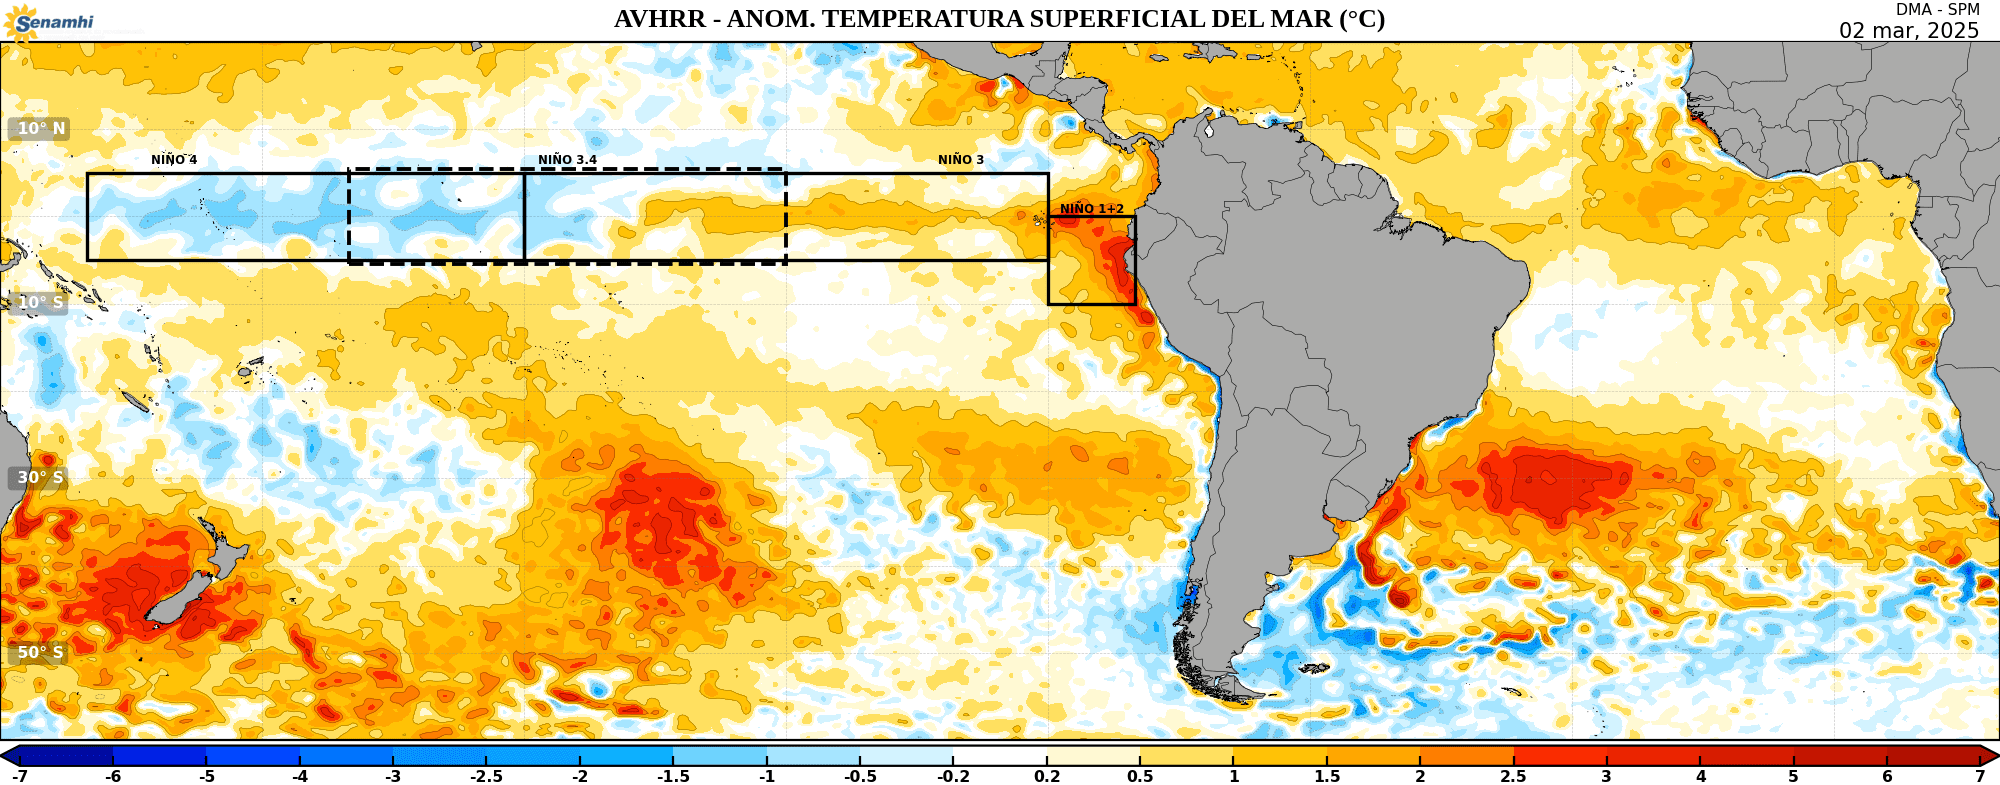 Senamhi
AVHRR - ANOM. TEMPERATURA SUPERFICIAL DEL MAR (°C)
DMA - SPM
02 mar, 2025
10° N
NIÑO 4
NIÑO 3.4
NIÑO 3
NIÑO 1+2
10° S
30° S
50° S
-7 -6 -5 -4 -3 -2.5 -2 -1.5 -1 -0.5 -0.2 0.2 0.5 1 1.5 2 2.5 3 4 5 6 7